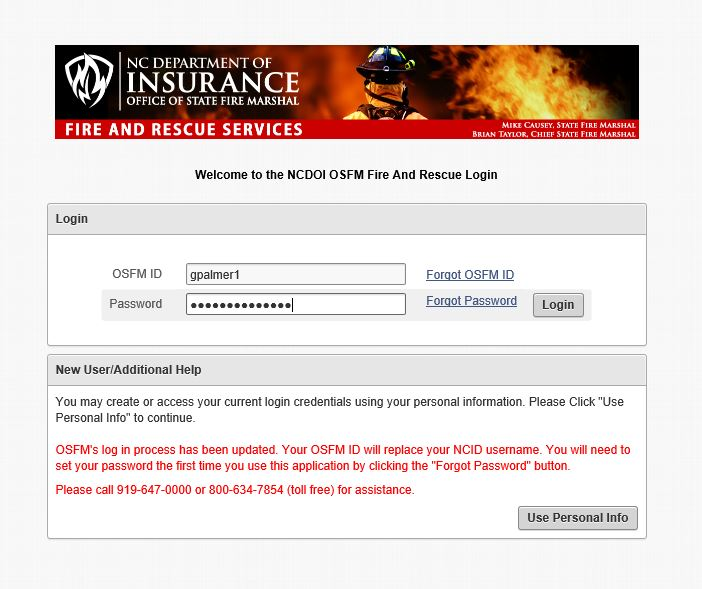 NC DEPARTMENT OF
INSURANCE
OFFICE OF STATE FIRE MARSHAL
FIRE AND RESCUE SERVICES
MIKE CAUSEY, STATE FIRE MARSHAL
BRIAN TAYLOR, CHIEF STATE FIRE MARSHAL
Welcome to the NCDOI OSFM Fire And Rescue Login
Login
OSFM ID gpalmer1 Forgot OSFM ID
Password ●●●●●●●●●●●●●● Forgot Password Login
New User/Additional Help
You may create or access your current login credentials using your personal information. Please Click "Use
Personal Info" to continue.
OSFM's log in process has been updated. Your OSFM ID will replace your NCID username. You will need to
set your password the first time you use this application by clicking the "Forgot Password" button.
Please call 919-647-0000 or 800-634-7854 (toll free) for assistance.
Use Personal Info